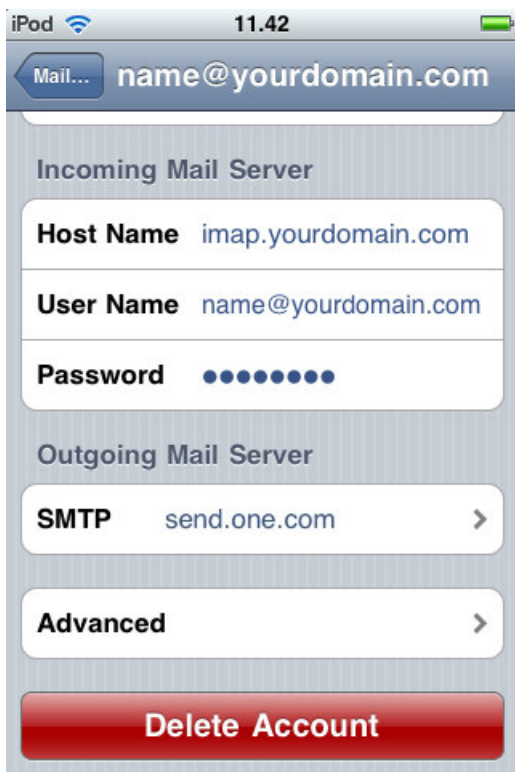 iPod 11.42
Mail... name@yourdomain.com
Incoming Mail Server
Host Name imap.yourdomain.com
User Name name@yourdomain.com
Password ●●●●●●●●
Outgoing Mail Server
SMTP send.one.com
Advanced
Delete Account